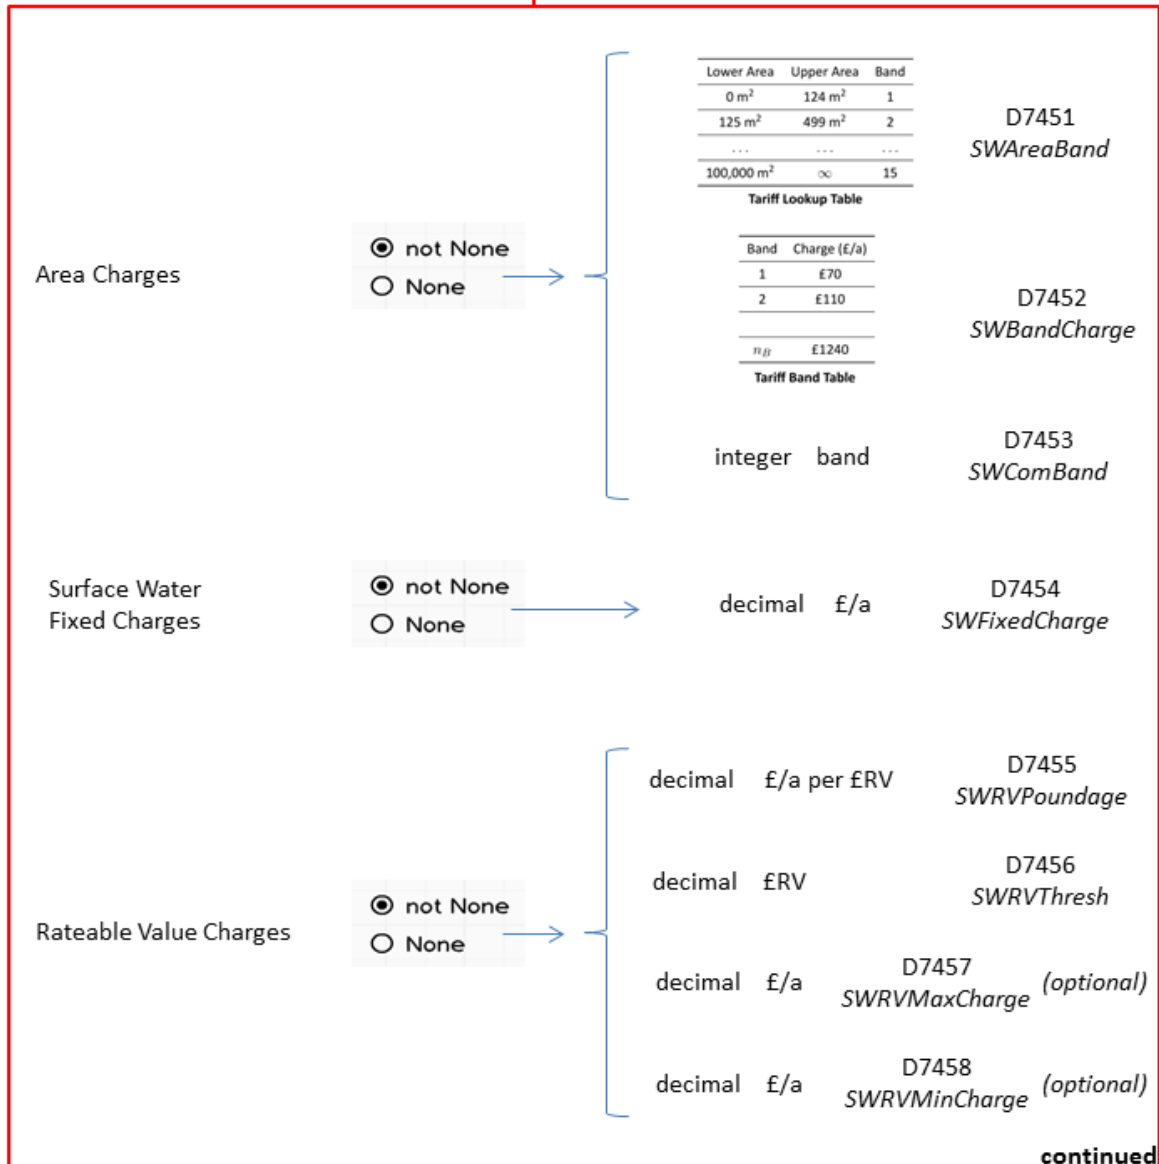 Lower Area Upper Area Band
0 m² 124 m² 1
125 m² 499 m² 2
... ... ...
100,000 m² ∞ 15
Tariff Lookup Table
D7451
SWAreaBand
Area Charges
not None
None
Band Charge (£/a)
1 £70
2 £110
n_B £1240
Tariff Band Table
D7452
SWBandCharge
integer band
D7453
SWComBand
Surface Water
Fixed Charges
not None
None
decimal £/a
D7454
SWFixedCharge
Rateable Value Charges
not None
None
decimal £/a per £RV
D7455
SWRVPoundage
decimal £RV
D7456
SWRVThresh
decimal £/a
D7457
SWRVMaxCharge (optional)
decimal £/a
D7458
SWRVMinCharge (optional)
continued